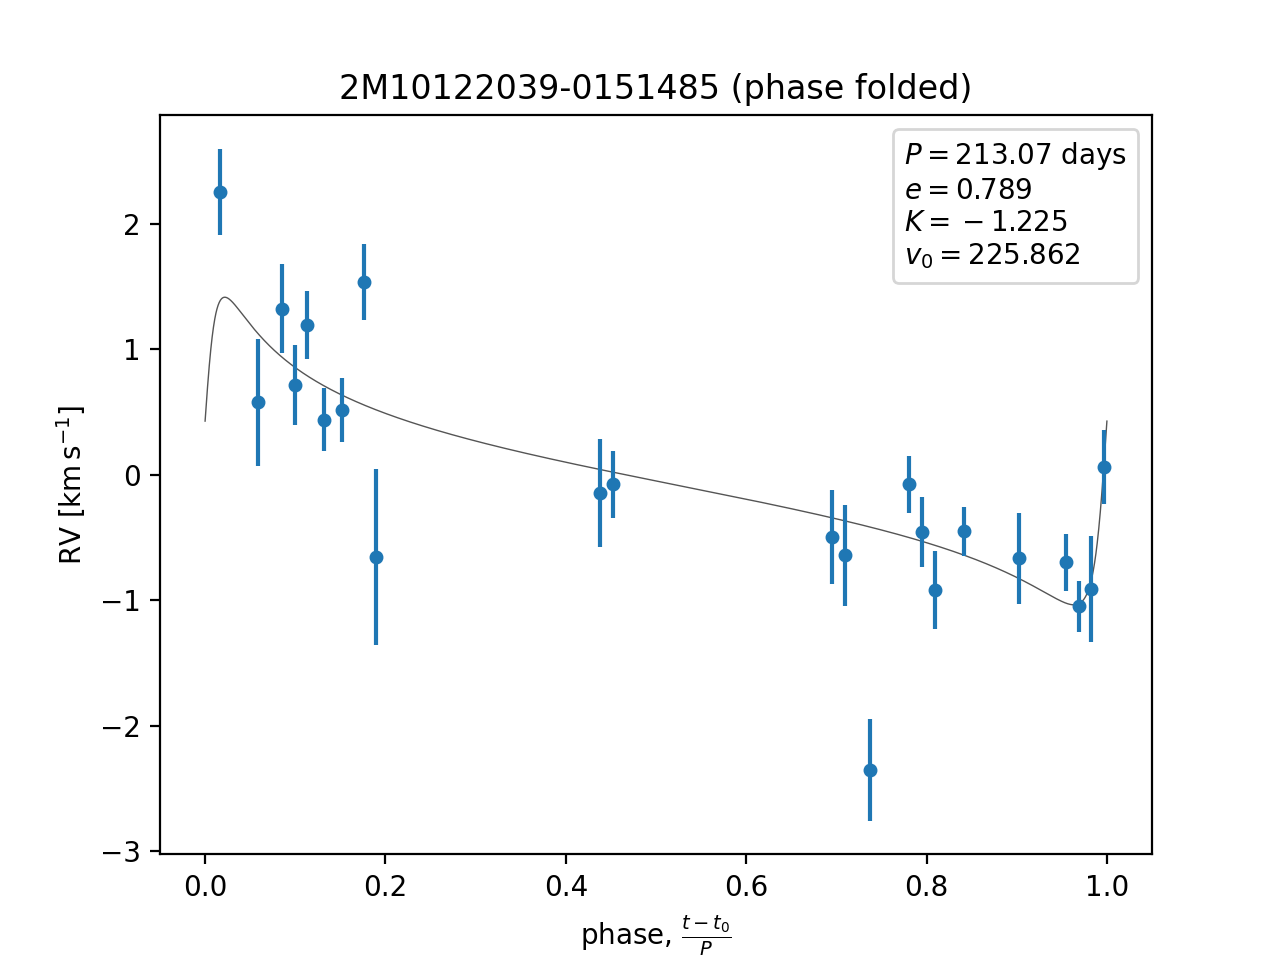 2M10122039-0151485 (phase folded)
P = 213.07 days
e = 0.789
K = −1.225
v₀ = 225.862
RV [km s⁻¹]
2
1
0
−1
−2
−3
0.0 0.2 0.4 0.6 0.8 1.0
phase, (t − t₀)/P